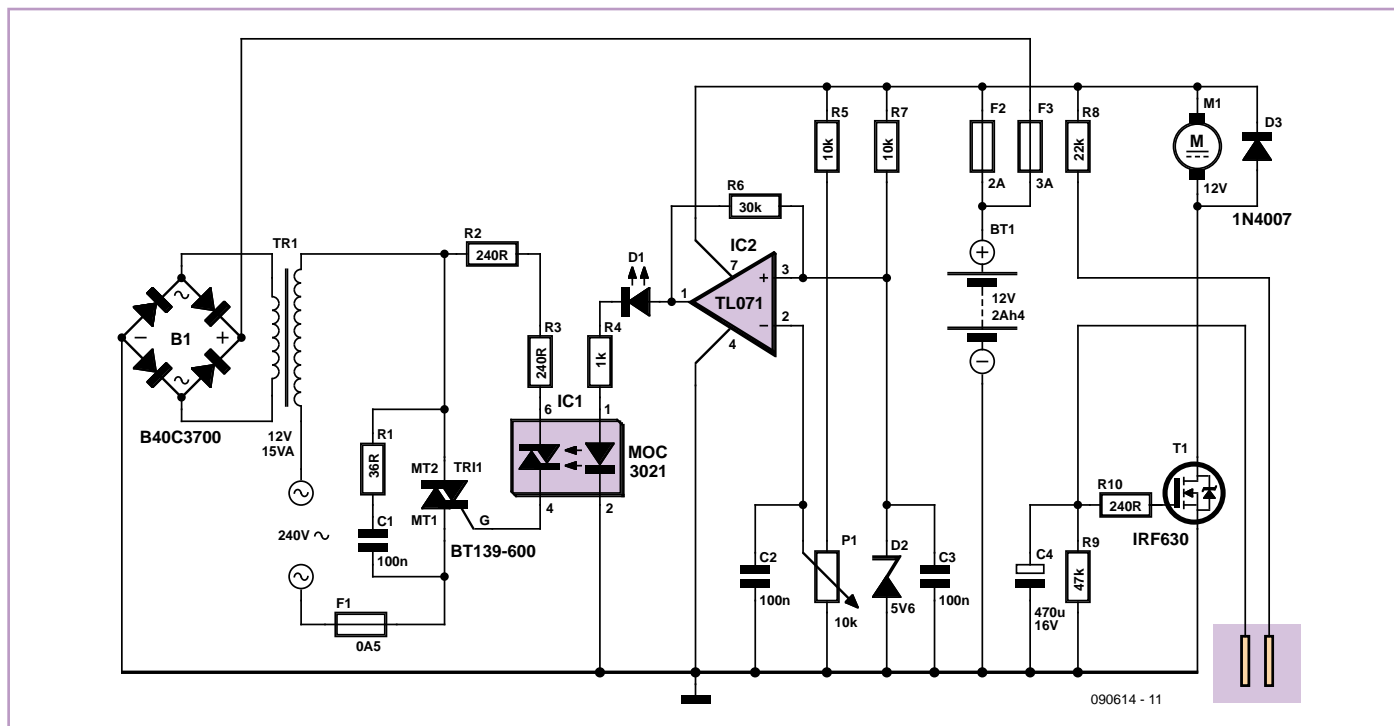 M1
R5
R7
F2
F3
R8
D3
M
10k
10k
22k
R6
2A
3A
12V
30k
1N4007
TR1
R2
IC2
BT1
240R
D1
7
3
+
+
1
TL071
12V
2Ah4
2
–
~
R3
R4
–
B1
+
240R
1k
4
–
~
IC1
6
1
T1
B40C3700
12V
15VA
R1
MOC
3021
R10
36R
MT2
TRI1
240R
MT1
4
2
G
P1
D2
IRF630
240V ~
C1
BT139-600
C2
C3
C4
R9
100n
47k
F1
100n
5V6
100n
470u
16V
0A5
10k
090614 - 11